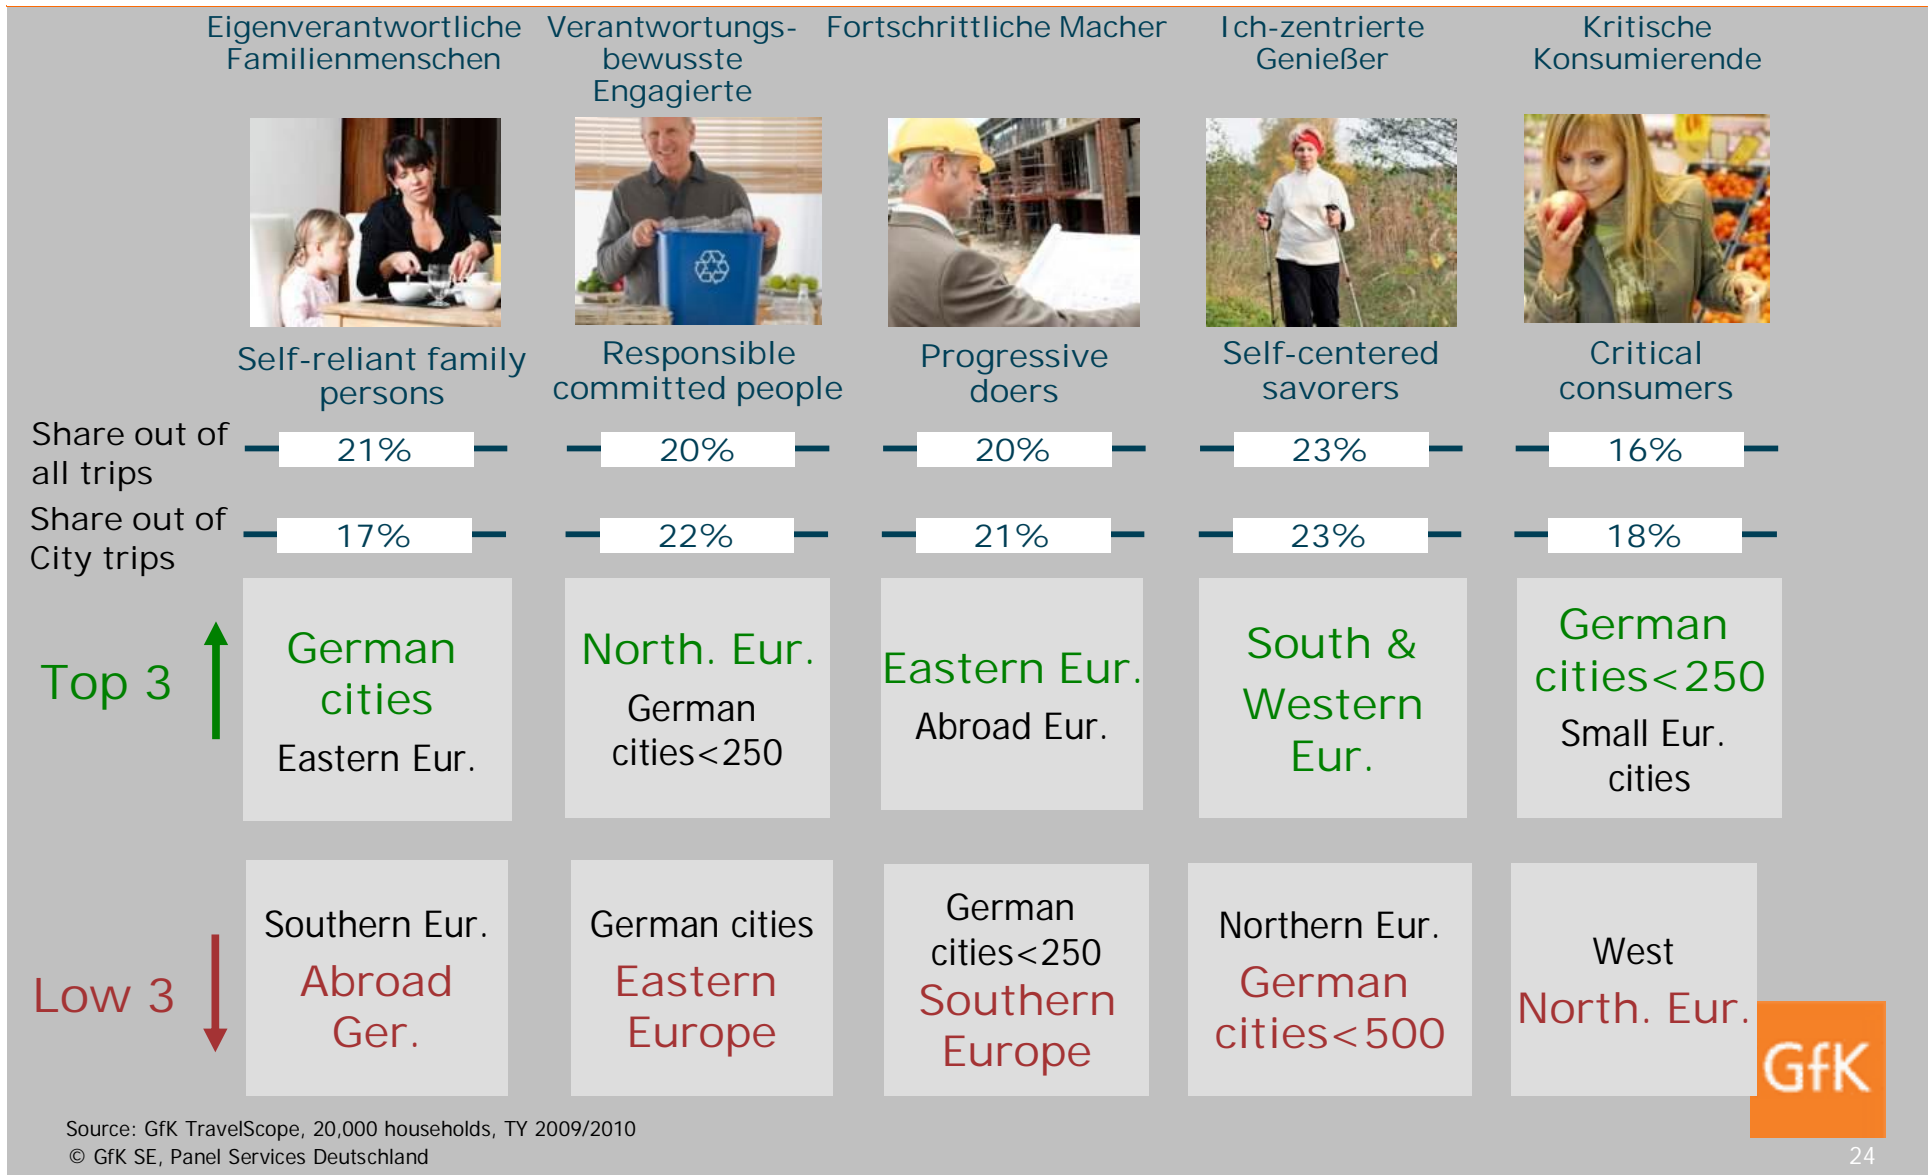 Eigenverantwortliche
Familienmenschen
Verantwortungs-
bewusste
Engagierte
Fortschrittliche Macher
Ich-zentrierte
Genießer
Kritische
Konsumierende
Self-reliant family
persons
Responsible
committed people
Progressive
doers
Self-centered
savorers
Critical
consumers
Share out of
all trips
21%
20%
20%
23%
16%
Share out of
City trips
17%
22%
21%
23%
18%
Top 3
German
cities
Eastern Eur.
North. Eur.
German
cities<250
Eastern Eur.
Abroad Eur.
South &
Western
Eur.
German
cities<250
Small Eur.
cities
Low 3
Southern Eur.
Abroad
Ger.
German cities
Eastern
Europe
German
cities<250
Southern
Europe
Northern Eur.
German
cities<500
West
North. Eur.
GfK
Source: GfK TravelScope, 20,000 households, TY 2009/2010
© GfK SE, Panel Services Deutschland
24